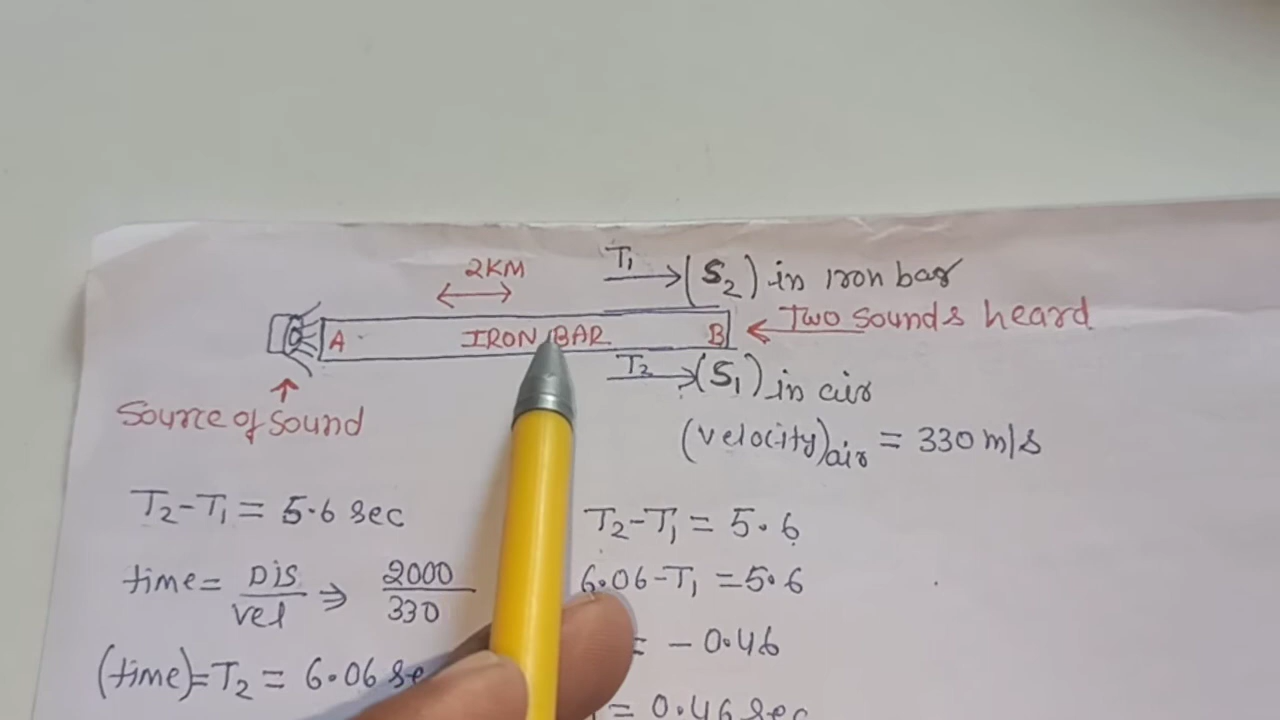 2KM
T₁ → (S₂) in iron bar
A IRON BAR B ← Two sounds heard
T₂ → (S₁) in air
Source of sound
(velocity)air = 330 m/s
T₂-T₁ = 5.6 sec
time = Dis/vel ⇒ 2000/330
(time) = T₂ = 6.06
T₂-T₁ = 5.6
6.06-T₁ = 5.6
= - 0.46
= 0.46 sec